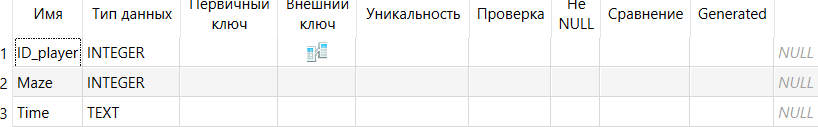 Имя Тип данных Первичный ключ Внешний ключ Уникальность Проверка Не NULL Сравнение Generated
1 ID_player INTEGER NULL
2 Maze INTEGER NULL
3 Time TEXT NULL